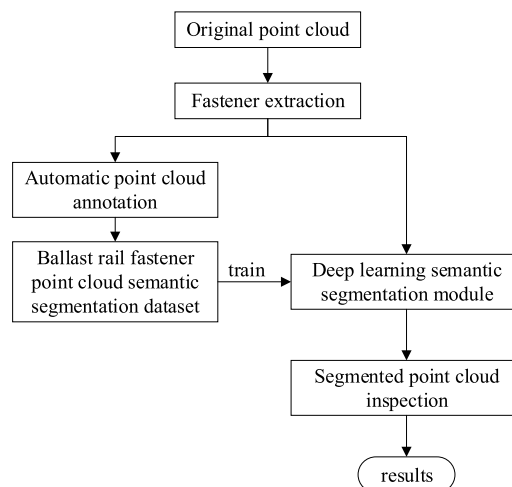 Original point cloud
Fastener extraction
Automatic point cloud
annotation
Ballast rail fastener
point cloud semantic
segmentation dataset
train
Deep learning semantic
segmentation module
Segmented point cloud
inspection
results